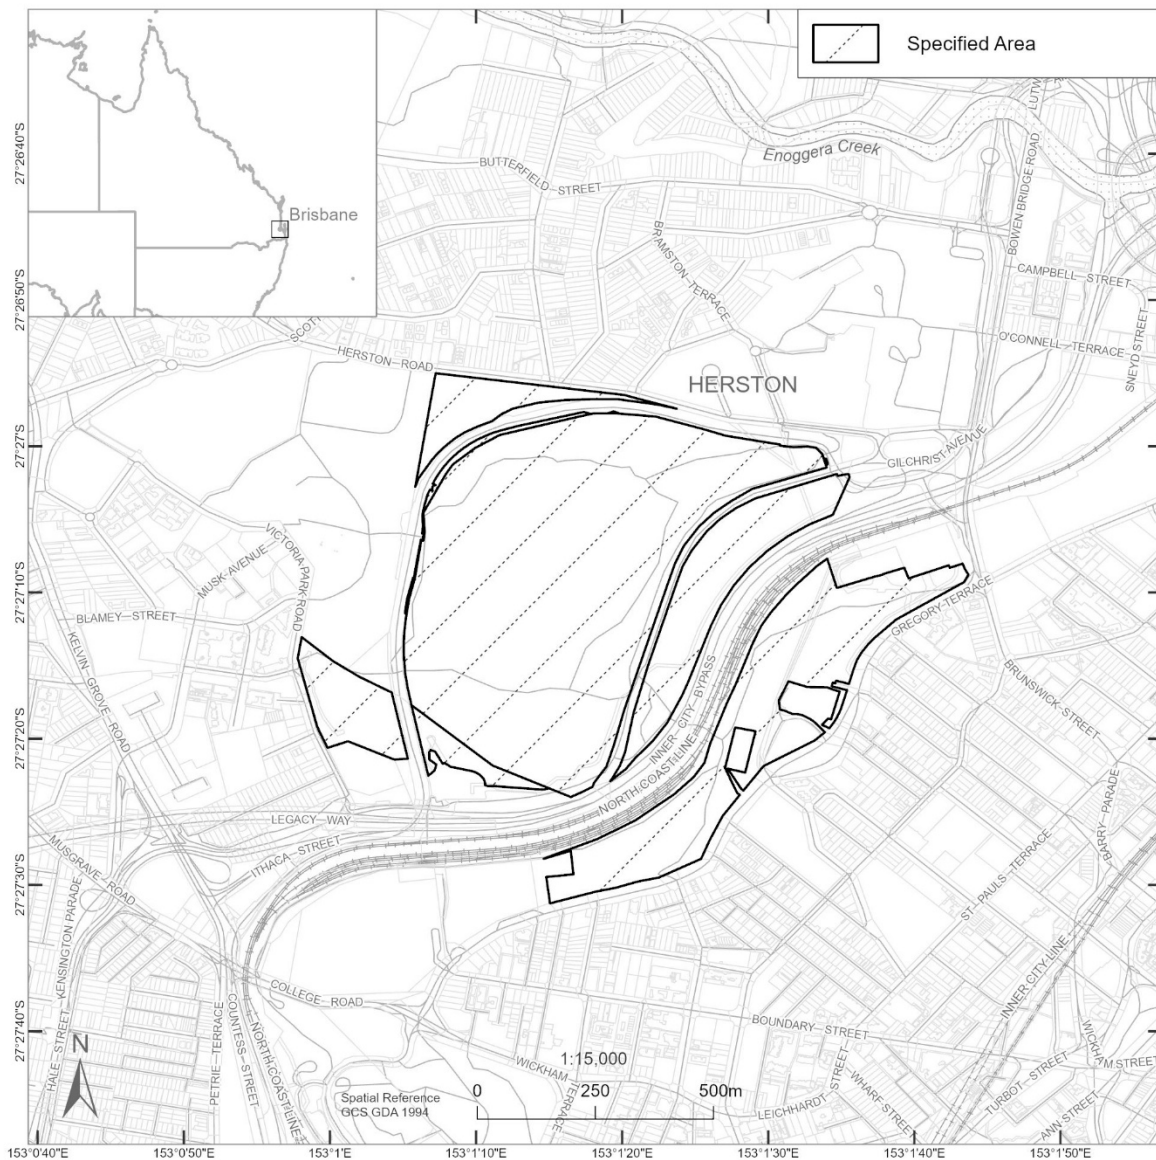 Specified Area
Brisbane
Enoggera Creek
BUTTERFIELD STREET
BRAMSTON TERRACE
BOWEN BRIDGE ROAD
CAMPBELL STREET
O'CONNELL TERRACE
SNEYD STREET
HERSTON ROAD
HERSTON
GILCHRIST AVENUE
VICTORIA PARK ROAD
MUSK AVENUE
BLAMEY STREET
KELVIN GROVE ROAD
GREGORY TERRACE
BRUNSWICK STREET
INNER CITY BYPASS
NORTH COAST LINE
LEGACY WAY
ITHACA STREET
MUSGRAVE ROAD
HALE STREET
KENSINGTON PARADE
PETRIE TERRACE
COUNTESS STREET
NORTH COAST LINE
COLLEGE ROAD
WICKHAM TERRACE
BOUNDARY STREET
LEICHHARDT STREET
WHARF STREET
ST PAULS TERRACE
BARRY PARADE
INNER CITY LINE
TURBOT STREET
WICKHAM STREET
ANN STREET
N
1:15,000
0 250 500m
Spatial Reference
GCS GDA 1994
27°26'40"S
27°26'50"S
27°27'S
27°27'10"S
27°27'20"S
27°27'30"S
27°27'40"S
153°0'40"E 153°0'50"E 153°1'E 153°1'10"E 153°1'20"E 153°1'30"E 153°1'40"E 153°1'50"E